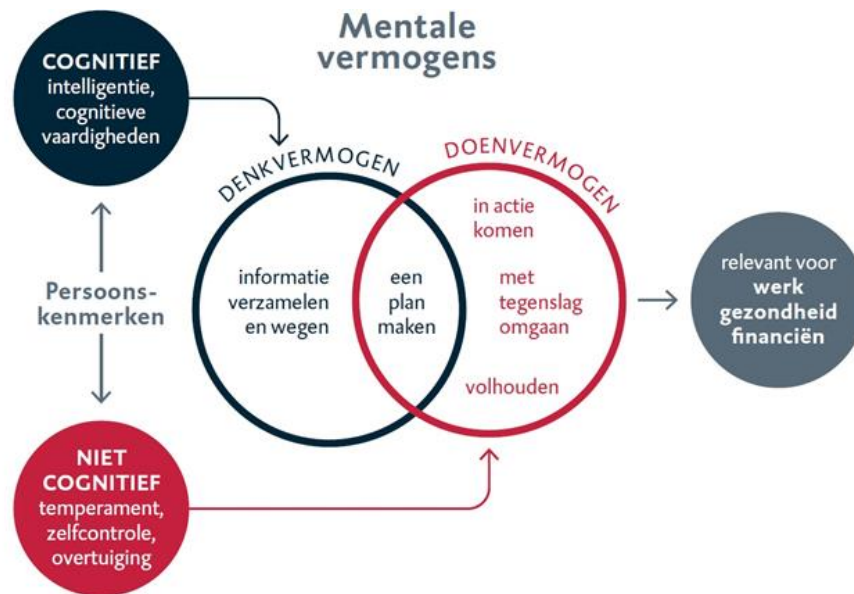 Mentale
vermogens
COGNITIEF
intelligentie,
cognitieve
vaardigheden
Persoons-
kenmerken
NIET
COGNITIEF
temperament,
zelfcontrole,
overtuiging
DENKVERMOGEN
informatie
verzamelen
en wegen
een
plan
maken
DOENVERMOGEN
in actie
komen
met
tegenslag
omgaan
volhouden
relevant voor
werk
gezondheid
financiën